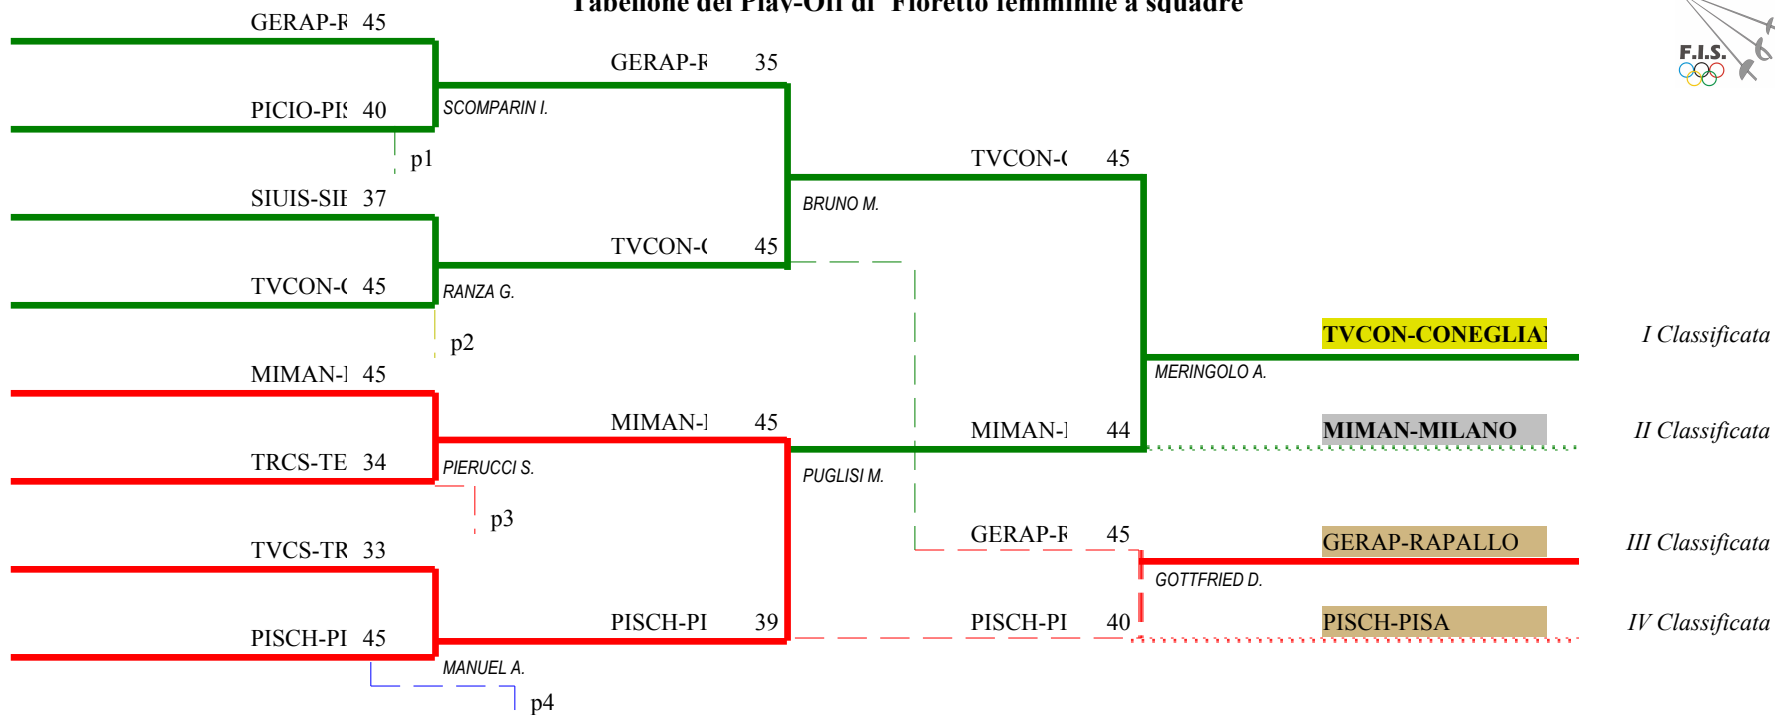 Tabellone dei Play-Off di Fioretto femminile a squadre
F.I.S.
GERAP-R 45
PICIO-PIS 40
SCOMPARIN I.
p1
SIUIS-SIE 37
TVCON-C 45
RANZA G.
p2
MIMAN- 45
TRCS-TE 34
PIERUCCI S.
p3
TVCS-TR 33
PISCH-PI 45
MANUEL A.
p4
GERAP-R 35
TVCON-C 45
BRUNO M.
MIMAN- 45
PISCH-PI 39
PUGLISI M.
TVCON-C 45
MIMAN- 44
MERINGOLO A.
GERAP-R 45
PISCH-PI 40
GOTTFRIED D.
TVCON-CONEGLIAN I Classificata
MIMAN-MILANO II Classificata
GERAP-RAPALLO III Classificata
PISCH-PISA IV Classificata